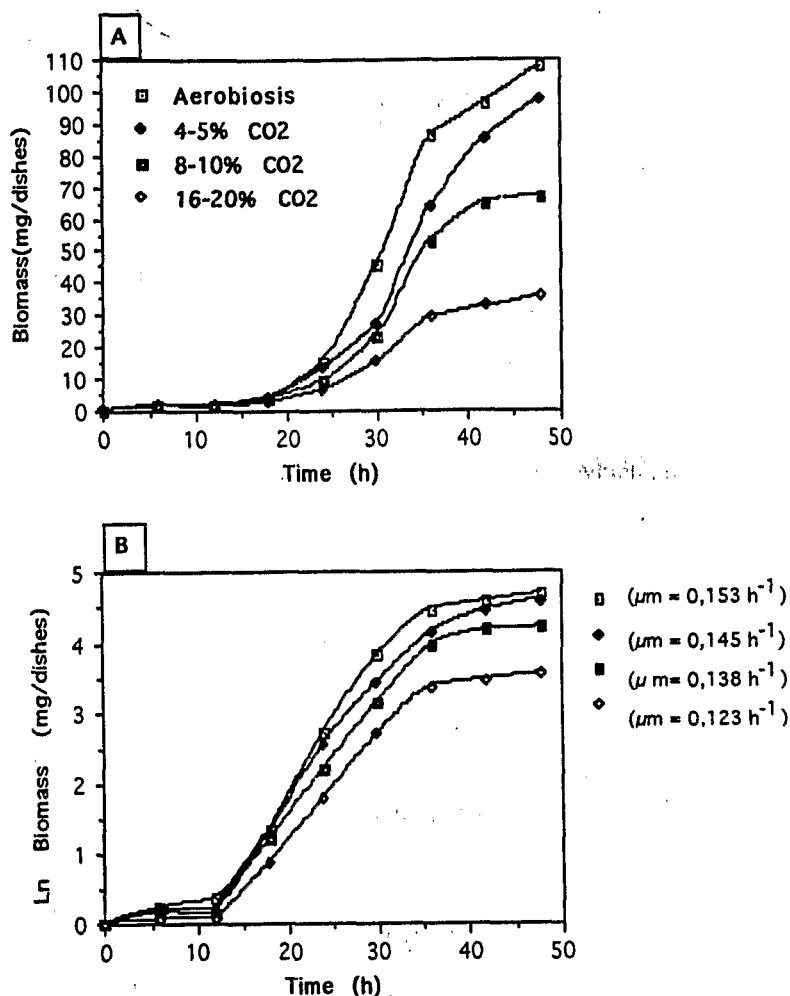 A
110
100
90
80
70
60
50
40
30
20
10
0
Biomass(mg/dishes)
Aerobiosis
4-5% CO2
8-10% CO2
16-20% CO2
0 10 20 30 40 50
Time (h)
B
5
4
3
2
1
0
Ln Biomass (mg/dishes)
(µm = 0,153 h-1)
(µm= 0,145 h-1)
(µ m= 0,138 h-1)
(µm= 0,123 h-1)
0 10 20 30 40 50
Time (h)